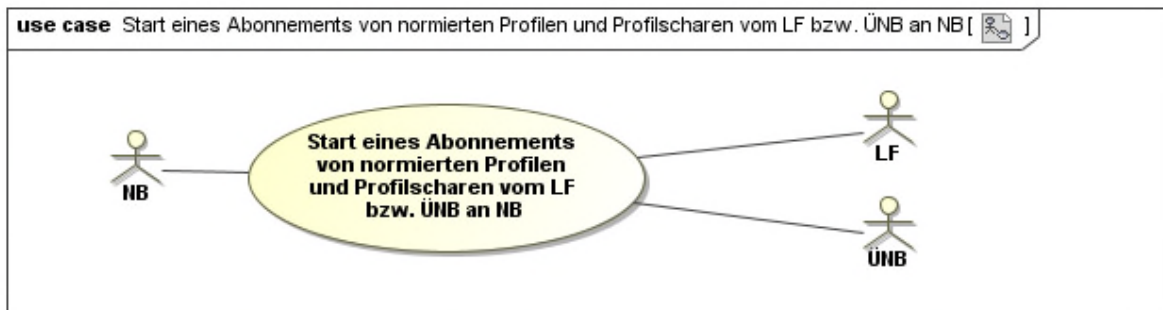 use case Start eines Abonnements von normierten Profilen und Profilscharen vom LF bzw. ÜNB an NB [ ]
Start eines Abonnements
von normierten Profilen
und Profilscharen vom LF
bzw. ÜNB an NB
NB
LF
ÜNB